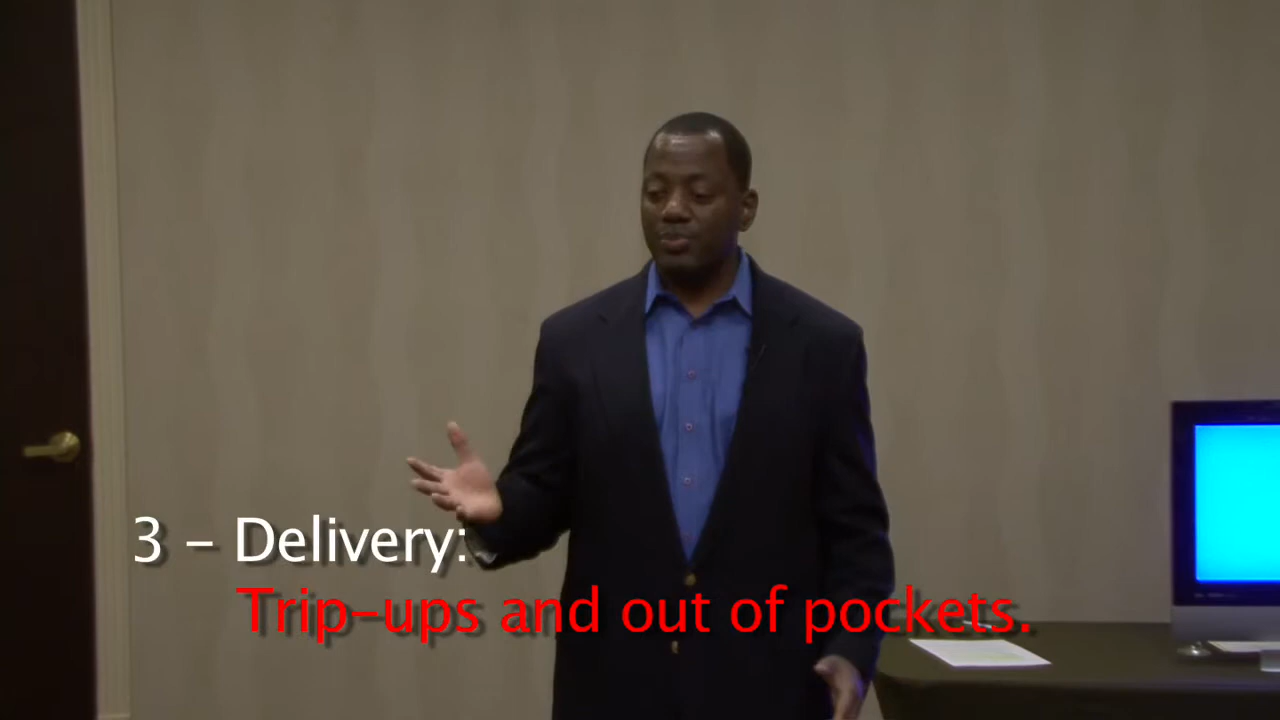 3 - Delivery:
Trip-ups and out of pockets.